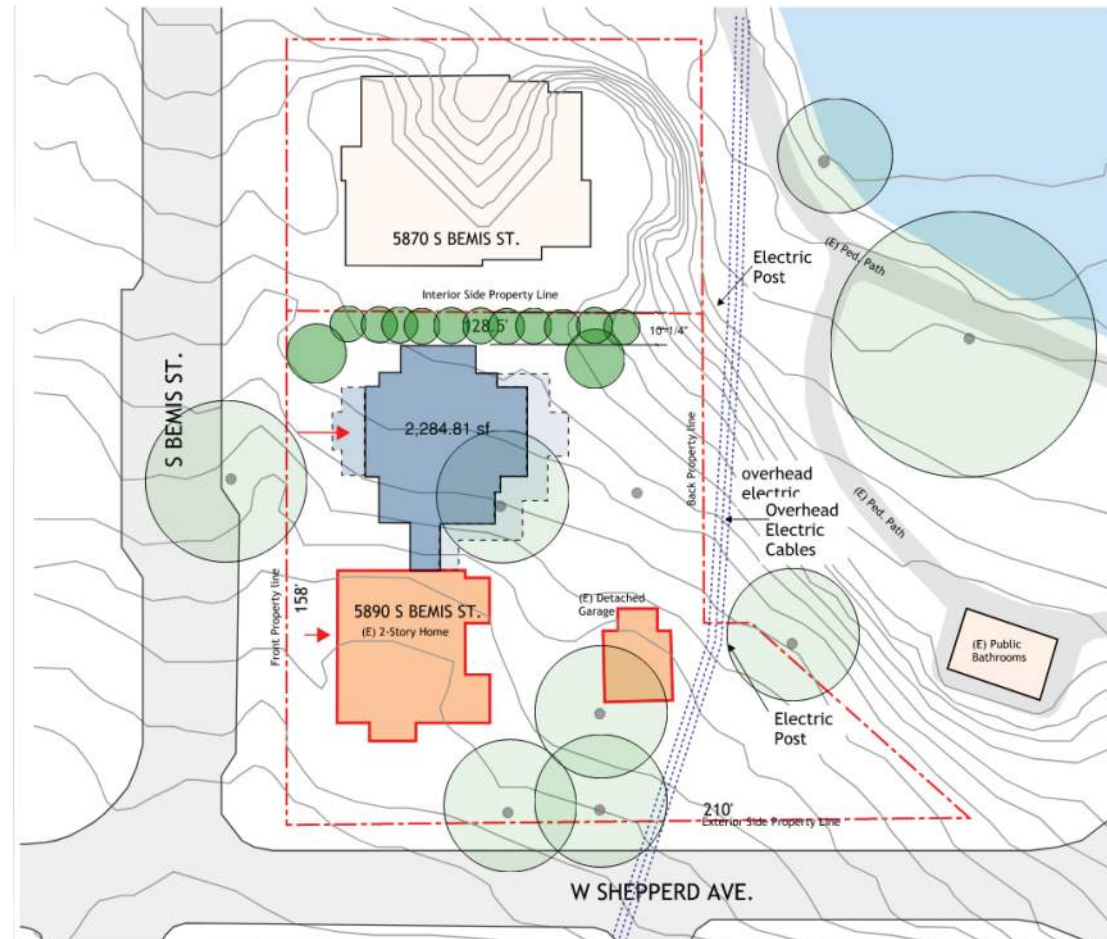 5870 S BEMIS ST.
(E) Ped. Path
Electric
Post
Interior Side Property Line
128.5'
10'-1/4"
S BEMIS ST.
2,284.81 sf
Back Property line
overhead
electric
Overhead
Electric
Cables
(E) Ped. Path
Front Property line
158'
5890 S BEMIS ST.
(E) 2-Story Home
(E) Detached
Garage
(E) Public
Bathrooms
Electric
Post
210'
Exterior Side Property Line
W SHEPPERD AVE.